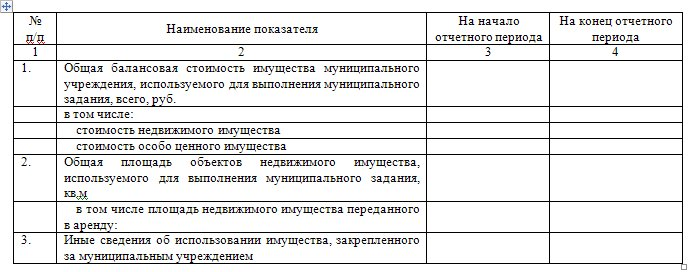 № п/п Наименование показателя На начало отчетного периода На конец отчетного периода
1 2 3 4
1. Общая балансовая стоимость имущества муниципального
учреждения, используемого для выполнения муниципального
задания, всего, руб.
в том числе:
стоимость недвижимого имущества
стоимость особо ценного имущества
2. Общая площадь объектов недвижимого имущества,
используемого для выполнения муниципального задания,
кв.м
в том числе площадь недвижимого имущества переданного
в аренду:
3. Иные сведения об использовании имущества, закрепленного
за муниципальным учреждением